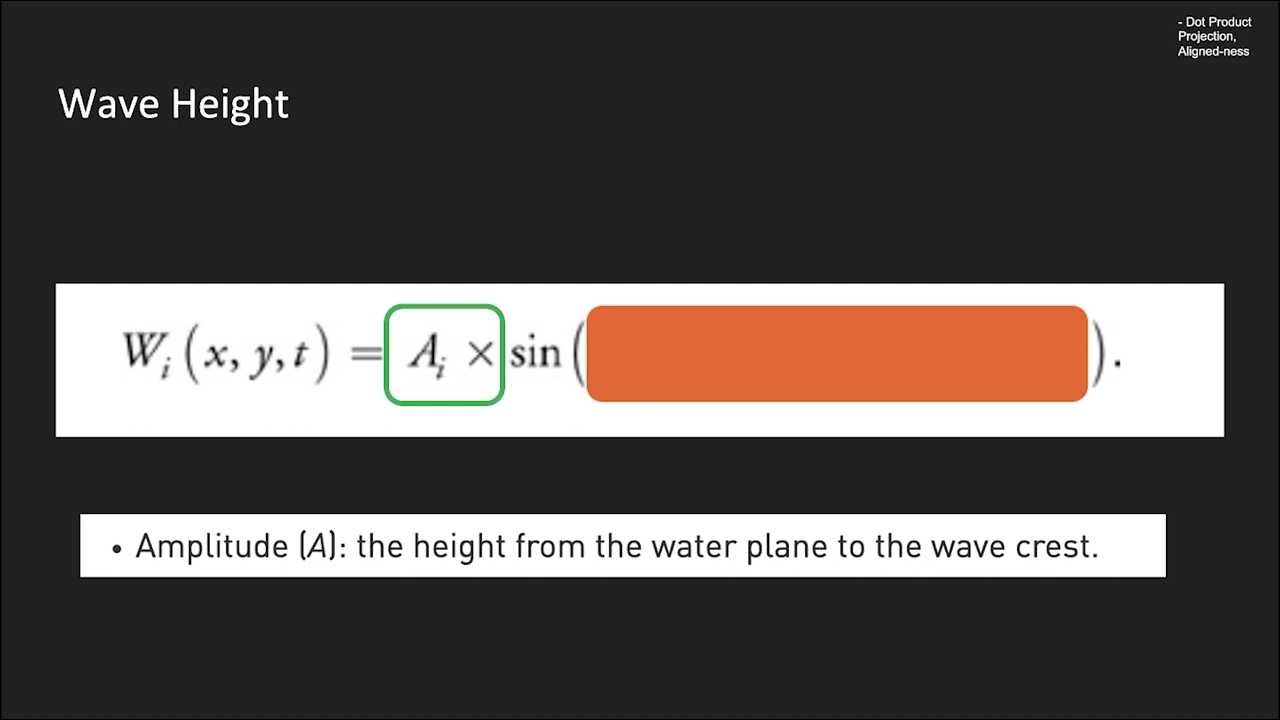 - Dot Product
Projection,
Aligned-ness
Wave Height
W_i (x, y, t) = A_i × sin ( ).
• Amplitude (A): the height from the water plane to the wave crest.